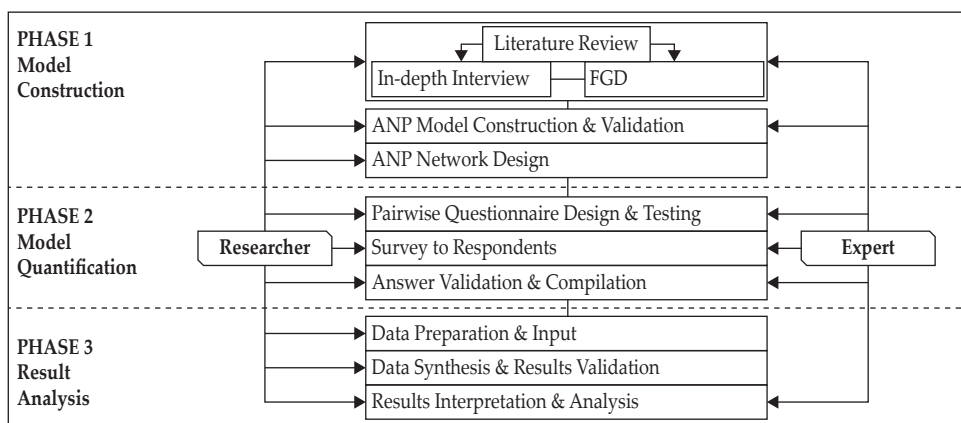 PHASE 1
Model
Construction
Literature Review
In-depth Interview
FGD
ANP Model Construction & Validation
ANP Network Design
PHASE 2
Model
Quantification
Researcher
Pairwise Questionnaire Design & Testing
Survey to Respondents
Answer Validation & Compilation
Expert
PHASE 3
Result
Analysis
Data Preparation & Input
Data Synthesis & Results Validation
Results Interpretation & Analysis